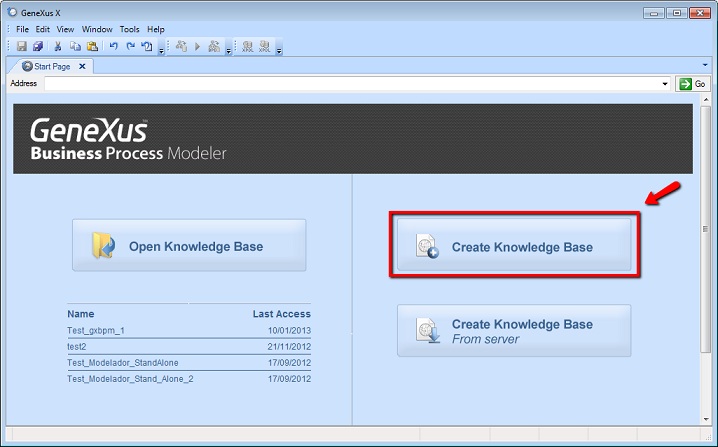 GeneXus X
File Edit View Window Tools Help
Start Page
Address
Go
GeneXus™
Business Process Modeler
Open Knowledge Base
Name Last Access
Test_gxbpm_1 10/01/2013
test2 21/11/2012
Test_Modelador_StandAlone 17/09/2012
Test_Modelador_Stand_Alone_2 17/09/2012
Create Knowledge Base
Create Knowledge Base
From server